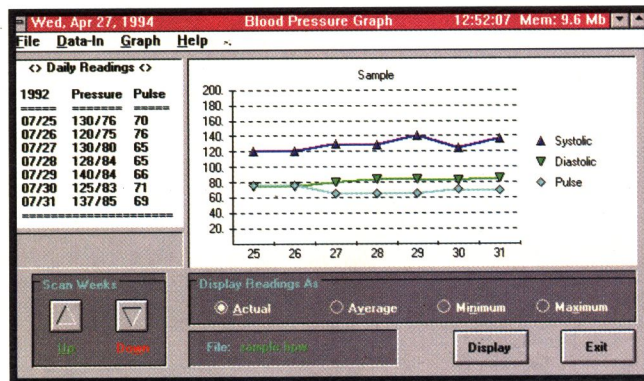 Wed, Apr 27, 1994 Blood Pressure Graph 12:52:07 Mem: 9.6 Mb
File Data-In Graph Help
<> Daily Readings <>
1992 Pressure Pulse
===== ======== =====
07/25 130/76 70
07/26 120/75 76
07/27 130/80 65
07/28 128/84 65
07/29 140/84 66
07/30 125/83 71
07/31 137/85 69
Sample
200.
180.
160.
140.
120.
100.
80.
60.
40.
20.
25 26 27 28 29 30 31
Systolic
Diastolic
Pulse
Scan Weeks
Up Down
Display Readings As
Actual Average Minimum Maximum
File:
Display Exit